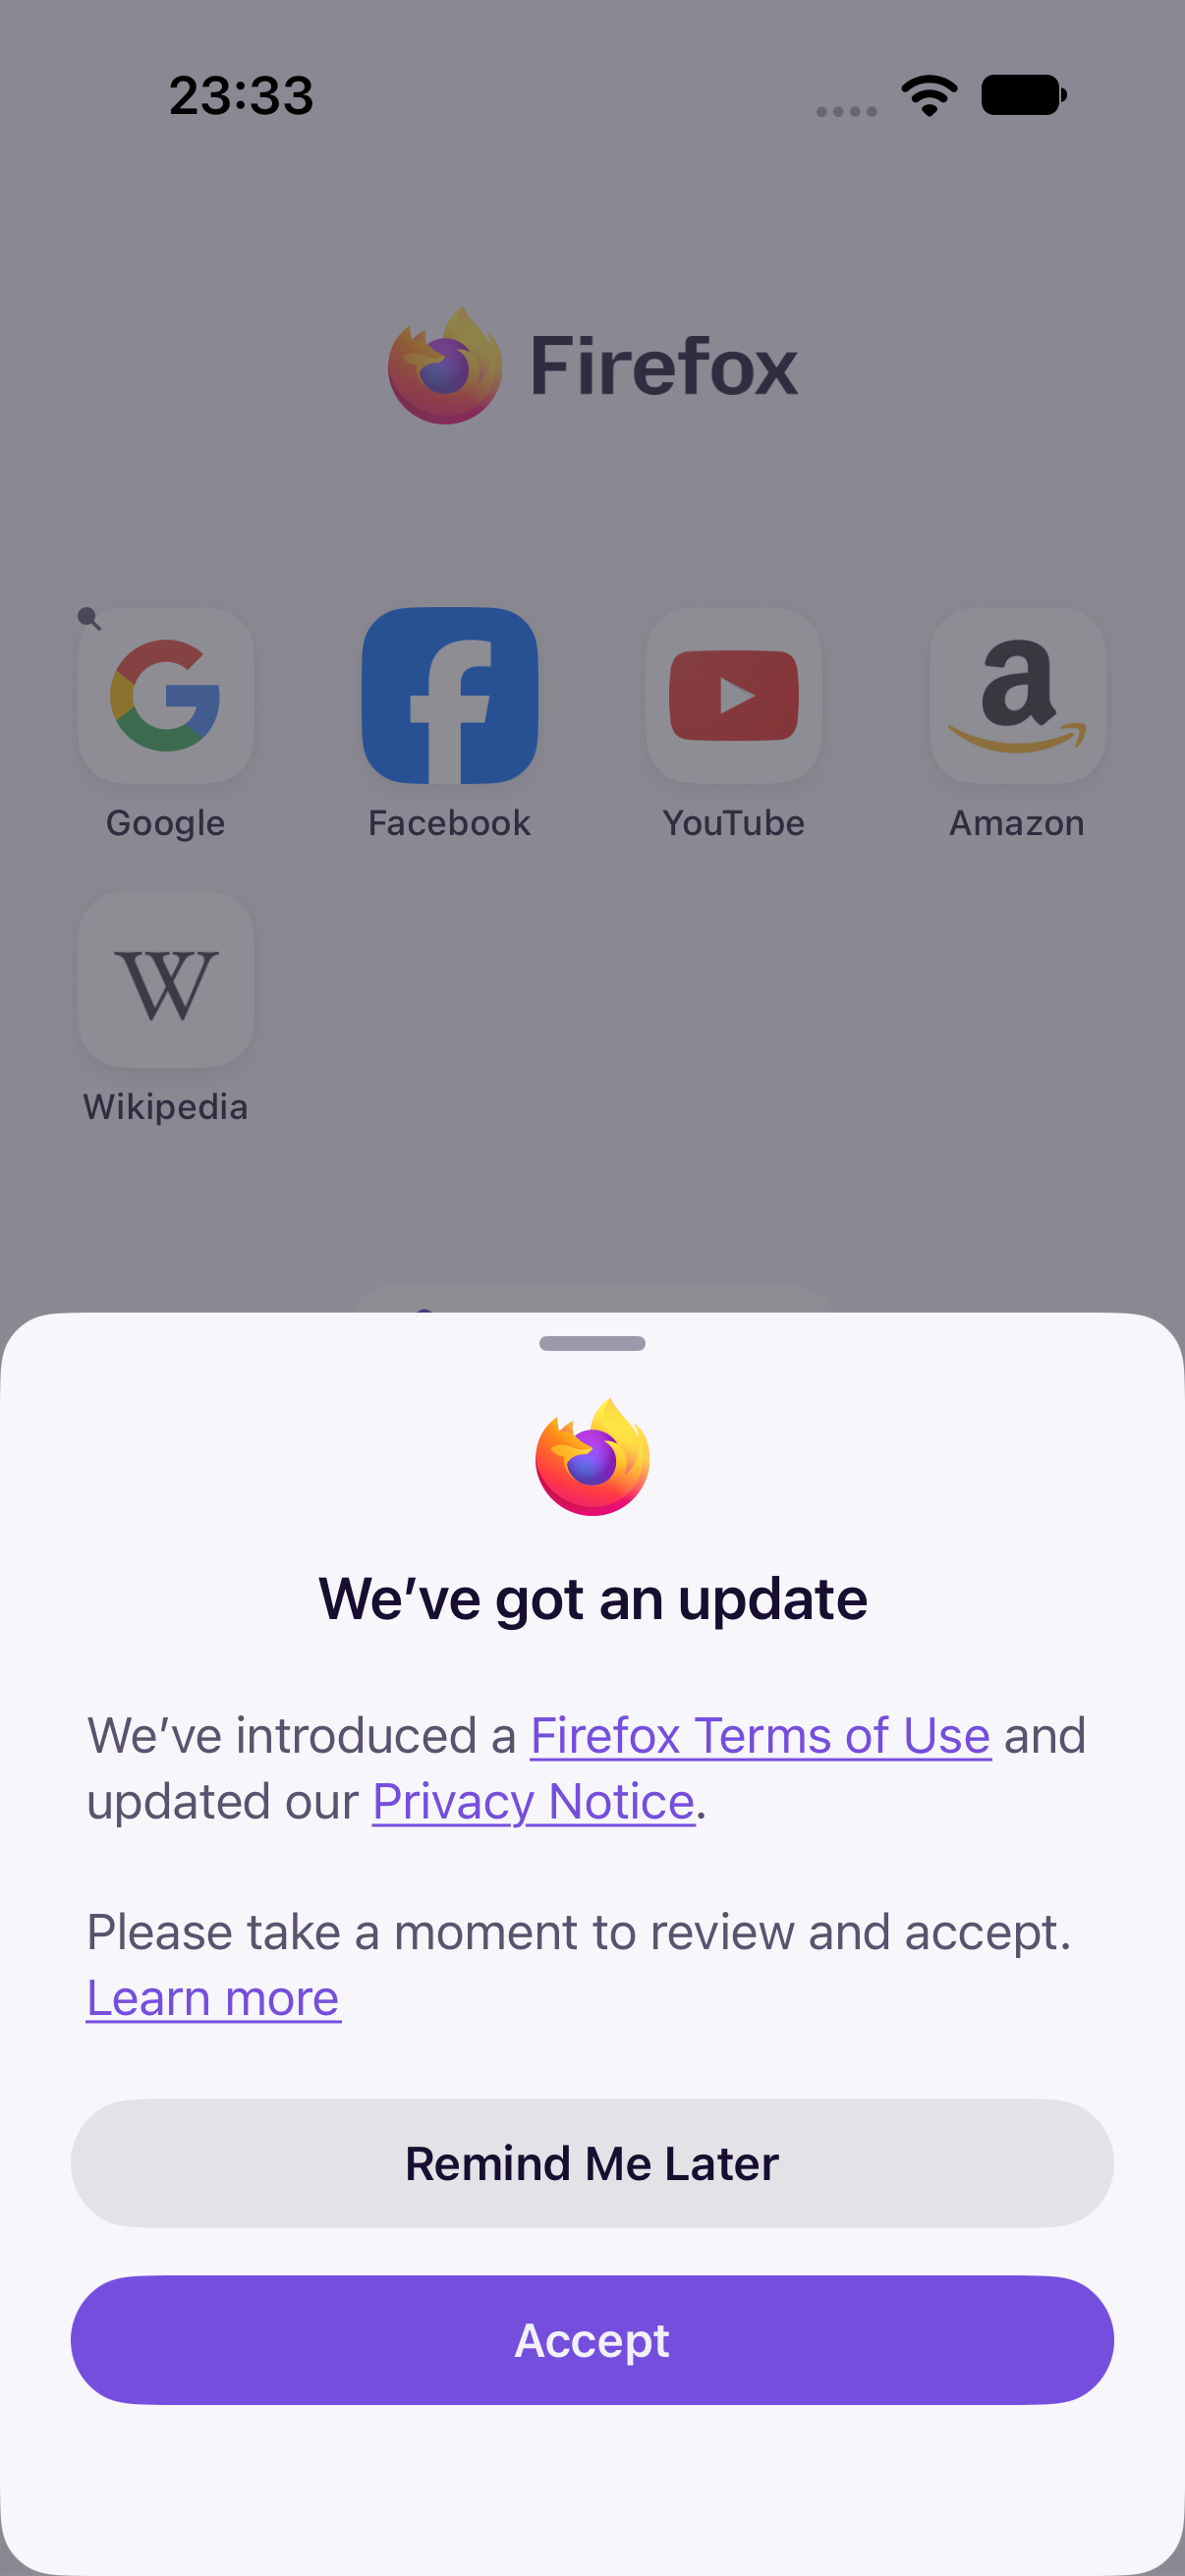 23:33
Firefox
Google
Facebook
YouTube
Amazon
Wikipedia
We’ve got an update
We’ve introduced a Firefox Terms of Use and
updated our Privacy Notice.
Please take a moment to review and accept.
Learn more
Remind Me Later
Accept